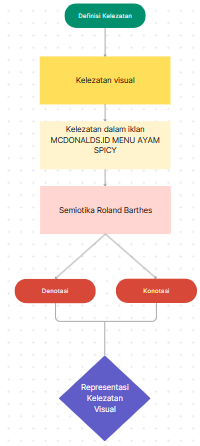 Definisi Kelezatan
Kelezatan visual
Kelezatan dalam iklan
MCDONALDS.ID MENU AYAM
SPICY
Semiotika Roland Barthes
Denotasi
Konotasi
Representasi
Kelezatan
Visual